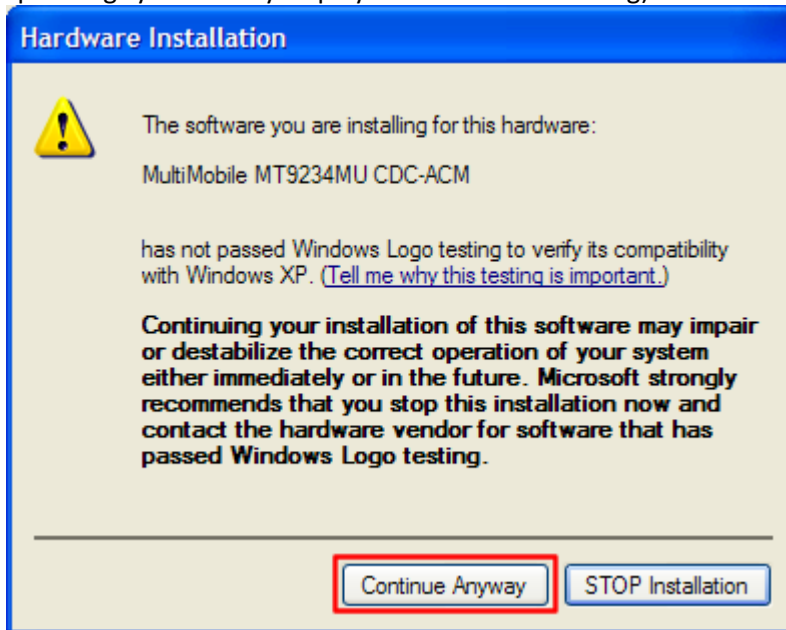 Hardware Installation
The software you are installing for this hardware:
MultiMobile MT9234MU CDC-ACM
has not passed Windows Logo testing to verify its compatibility
with Windows XP. (Tell me why this testing is important.)
Continuing your installation of this software may impair
or destabilize the correct operation of your system
either immediately or in the future. Microsoft strongly
recommends that you stop this installation now and
contact the hardware vendor for software that has
passed Windows Logo testing.
Continue Anyway
STOP Installation